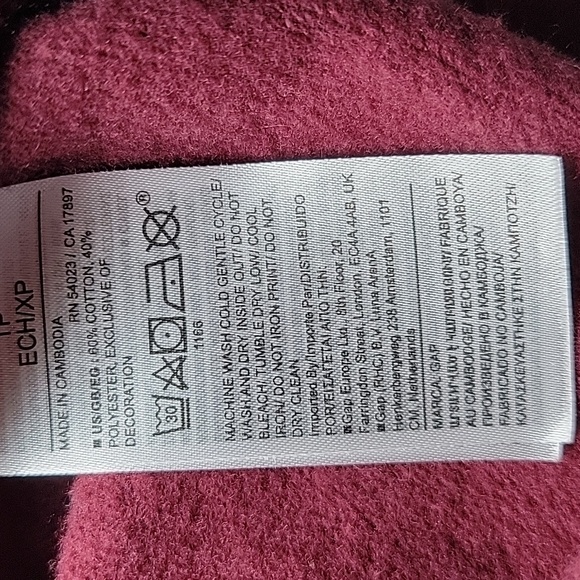 ECH/XP
MADE IN CAMBODIA
RN 54023 / CA 17897
US/GB/EG : 60% COTTON, 40%
POLYESTER, EXCLUSIVE OF
DECORATION
30
®
1166
MACHINE WASH COLD GENTLE CYCLE/
WASH AND DRY INSIDE OUT/ DO NOT
BLEACH/ TUMBLE DRY LOW/ COOL
IRON/ DO NOT IRON PRINT/ DO NOT
DRY CLEAN.
Imported By/Importe Par/DISTRIBUIDO
POR/ΕΙΣΑΓΕΤΑΙ ΑΠΟ ΤΗΝ:
Gap Europe Ltd., 8th Floor, 20
Farringdon Street, London, EC4A 4AB, UK
Gap (RHC) B.V. Luna Arena
Herikerbergweg 238 Amsterdam, 1101
CM, Netherlands
MARCA: GAP
FABRIQUE
AU CAMBODGE/ HECHO EN CAMBOYA/
ПРОИЗВЕДЕНО В КАМБОДЖА/
FABRICADO NO CAMBOJA/
ΚΑΤΑΣΚΕΥΑΣΤΗΚΕ ΣΤΗΝ ΚΑΜΠΟΤΖΗ